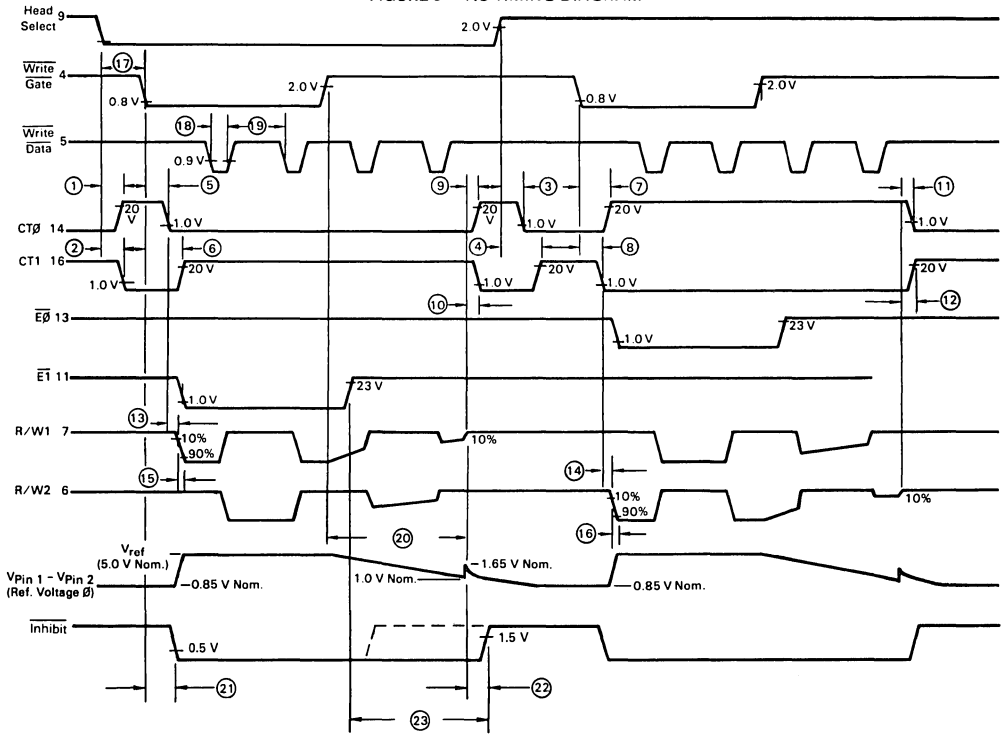 Head
Select 9
2.0 V
17
Write
Gate 4
0.8 V
2.0 V
0.8 V
2.0 V
18
19
Write
Data 5
0.9 V
1
5
9
3
7
11
20
V
20
V
20 V
CTØ 14
1.0 V
1.0 V
1.0 V
2
6
4
8
CT1 16
20 V
20 V
20 V
1.0 V
1.0 V
1.0 V
10
12
EØ 13
23 V
1.0 V
E1 11
23 V
1.0 V
13
R/W1 7
10%
90%
10%
15
14
R/W2 6
10%
90%
10%
16
20
Vref
(5.0 V Nom.)
1.65 V Nom.
1.0 V Nom.
VPin 1 – VPin 2
(Ref. Voltage Ø)
0.85 V Nom.
0.85 V Nom.
Inhibit
0.5 V
1.5 V
21
22
23